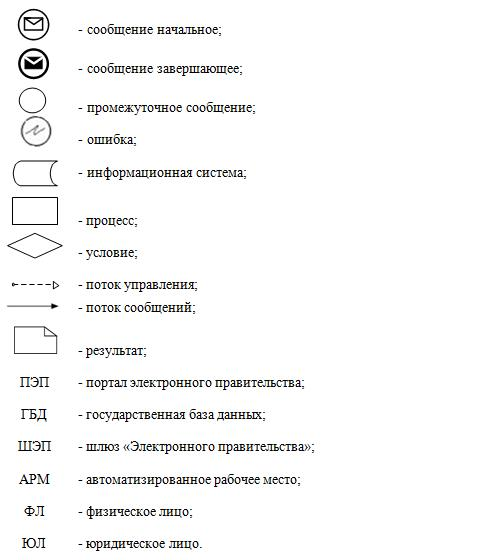 - сообщение начальное;
- сообщение завершающее;
- промежуточное сообщение;
- ошибка;
- информационная система;
- процесс;
- условие;
- поток управления;
- поток сообщений;
- результат;
ПЭП - портал электронного правительства;
ГБД - государственная база данных;
ШЭП - шлюз «Электронного правительства»;
АРМ - автоматизированное рабочее место;
ФЛ - физическое лицо;
ЮЛ - юридическое лицо.